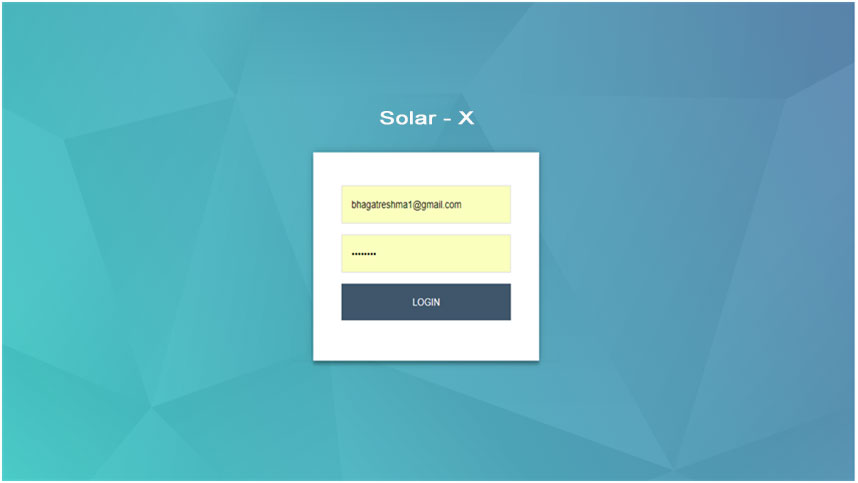 Solar - X
bhagatreshma1@gmail.com
••••••••
LOGIN